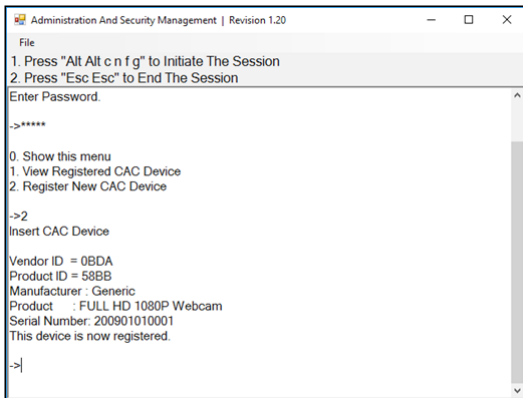 Administration And Security Management | Revision 1.20
File
1. Press "Alt Alt c n f g" to Initiate The Session
2. Press "Esc Esc" to End The Session
Enter Password.
->*****
0. Show this menu
1. View Registered CAC Device
2. Register New CAC Device
->2
Insert CAC Device
Vendor ID = 0BDA
Product ID = 58BB
Manufacturer : Generic
Product : FULL HD 1080P Webcam
Serial Number: 200901010001
This device is now registered.
->